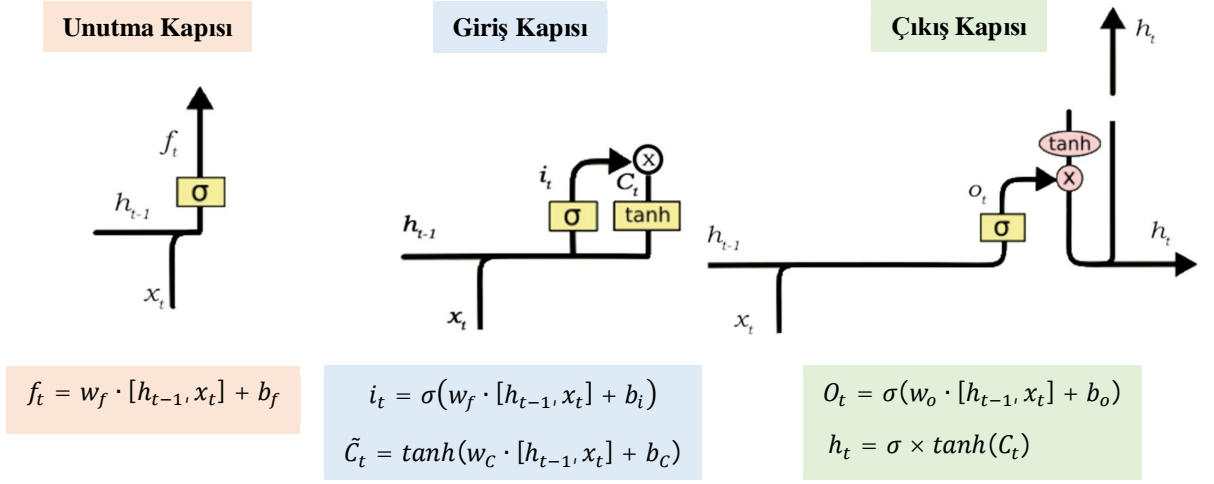 Unutma Kapısı
f_t
σ
h_{t-1}
x_t
f_t = w_f · [h_{t−1}, x_t] + b_f
Giriş Kapısı
i_t
x
C_t
σ
tanh
h_{t-1}
x_t
i_t = σ(w_f · [h_{t−1}, x_t] + b_i)
C̃_t = tanh(w_C · [h_{t−1}, x_t] + b_C)
Çıkış Kapısı
h_t
tanh
x
o_t
σ
h_{t-1}
h_t
x_t
O_t = σ(w_o · [h_{t−1}, x_t] + b_o)
h_t = σ × tanh(C_t)